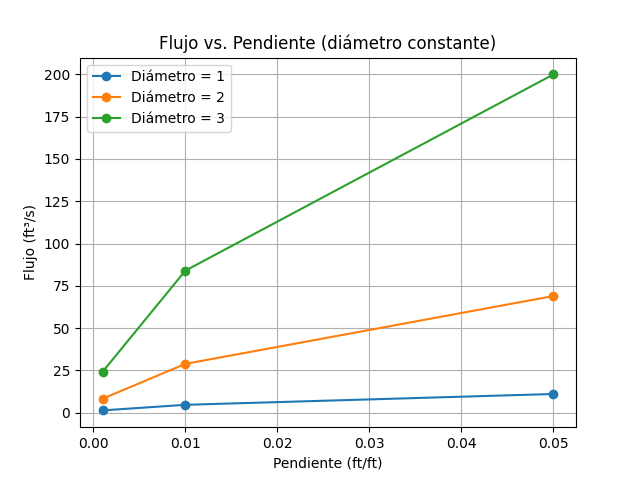 Flujo vs. Pendiente (diámetro constante)
Diámetro = 1
Diámetro = 2
Diámetro = 3
Flujo (ft³/s)
200
175
150
125
100
75
50
25
0
0.00 0.01 0.02 0.03 0.04 0.05
Pendiente (ft/ft)